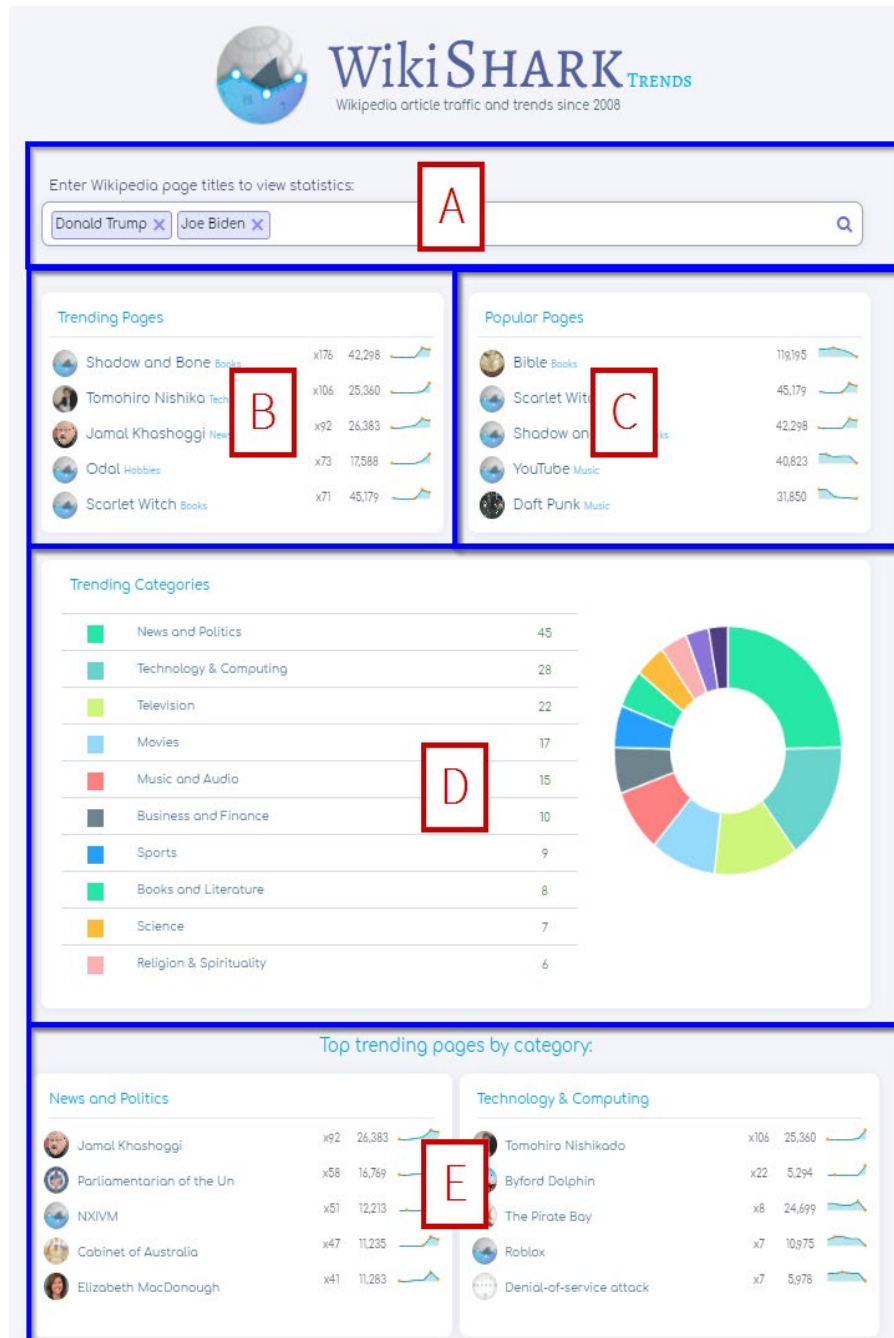 WikiSHARK TRENDS
Wikipedia article traffic and trends since 2008
Enter Wikipedia page titles to view statistics:
A
Donald Trump × Joe Biden ×
Trending Pages
Shadow and Bone Books x176 42,298
Tomohiro Nishika x106 25,360
B
Jamal Khashoggi x92 26,383
Odal Hobbies x73 17,588
Scarlet Witch Books x71 45,179
Popular Pages
Bible Books 119,195
Scarlet 45,179
C
Shadow 42,298
YouTube Music 40,823
Daft Punk Music 31,850
Trending Categories
News and Politics 45
Technology & Computing 28
Television 22
Movies 17
Music and Audio 15
D
Business and Finance 10
Sports 9
Books and Literature 8
Science 7
Religion & Spirituality 6
Top trending pages by category:
News and Politics
Jamal Khashoggi x92 26,383
Parliamentarian of the Un x58 16,769
NXIVM x51 12,213
Cabinet of Australia x47 11,235
Elizabeth MacDonough x41 11,283
E
Technology & Computing
Tomohiro Nishikado x106 25,360
Byford Dolphin x22 5,294
The Pirate Bay x8 24,699
Roblox x7 10,975
Denial-of-service attack x7 5,978